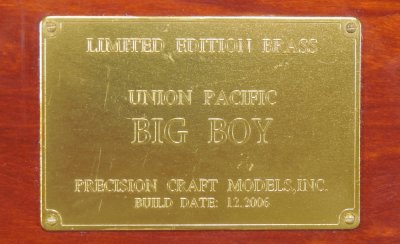 LIMITED EDITION BRASS
UNION PACIFIC
BIG BOY
PRECISION CRAFT MODELS,INC.
BUILD DATE: 12.2006